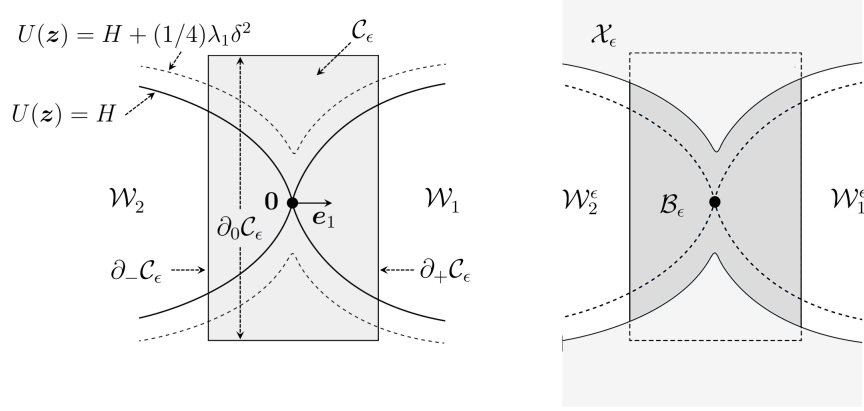 U(z) = H + (1/4)λ₁δ²
𝒞_ϵ
𝒳_ϵ
U(z) = H
𝒲₂
0
e₁
𝒲₁
∂₀𝒞_ϵ
∂₋𝒞_ϵ
∂₊𝒞_ϵ
𝒲₂^ϵ
ℬ_ϵ
𝒲₁^ϵ